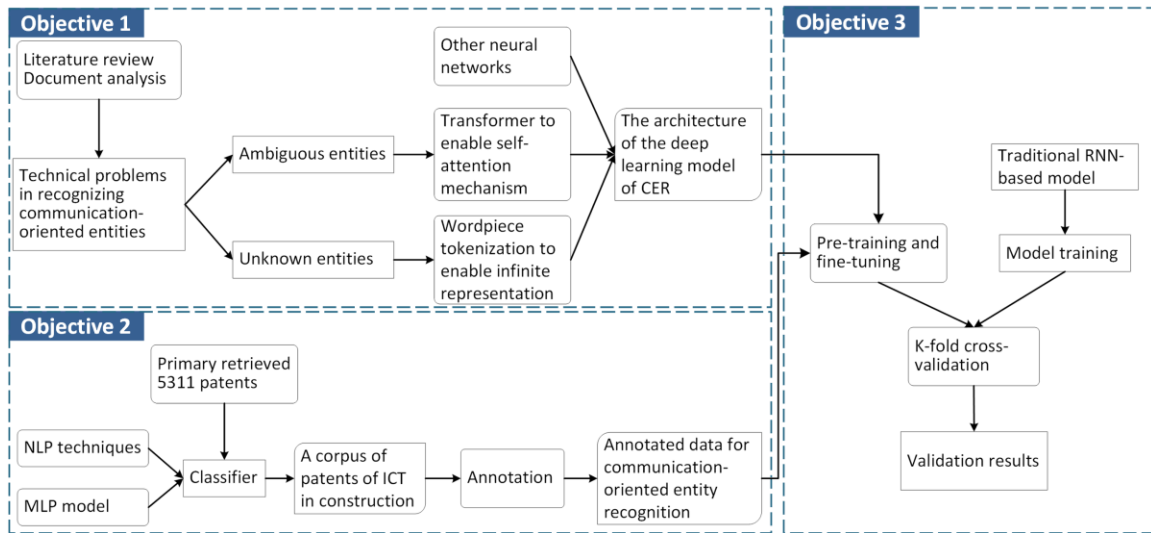 Objective 1
Literature review
Document analysis
Technical problems
in recognizing
communication-
oriented entities
Ambiguous entities
Unknown entities
Other neural
networks
Transformer to
enable self-
attention
mechanism
Wordpiece
tokenization to
enable infinite
representation
The architecture
of the deep
learning model
of CER
Objective 2
Primary retrieved
5311 patents
NLP techniques
MLP model
Classifier
A corpus of
patents of ICT
in construction
Annotation
Annotated data for
communication-
oriented entity
recognition
Objective 3
Traditional RNN-
based model
Pre-training and
fine-tuning
Model training
K-fold cross-
validation
Validation results